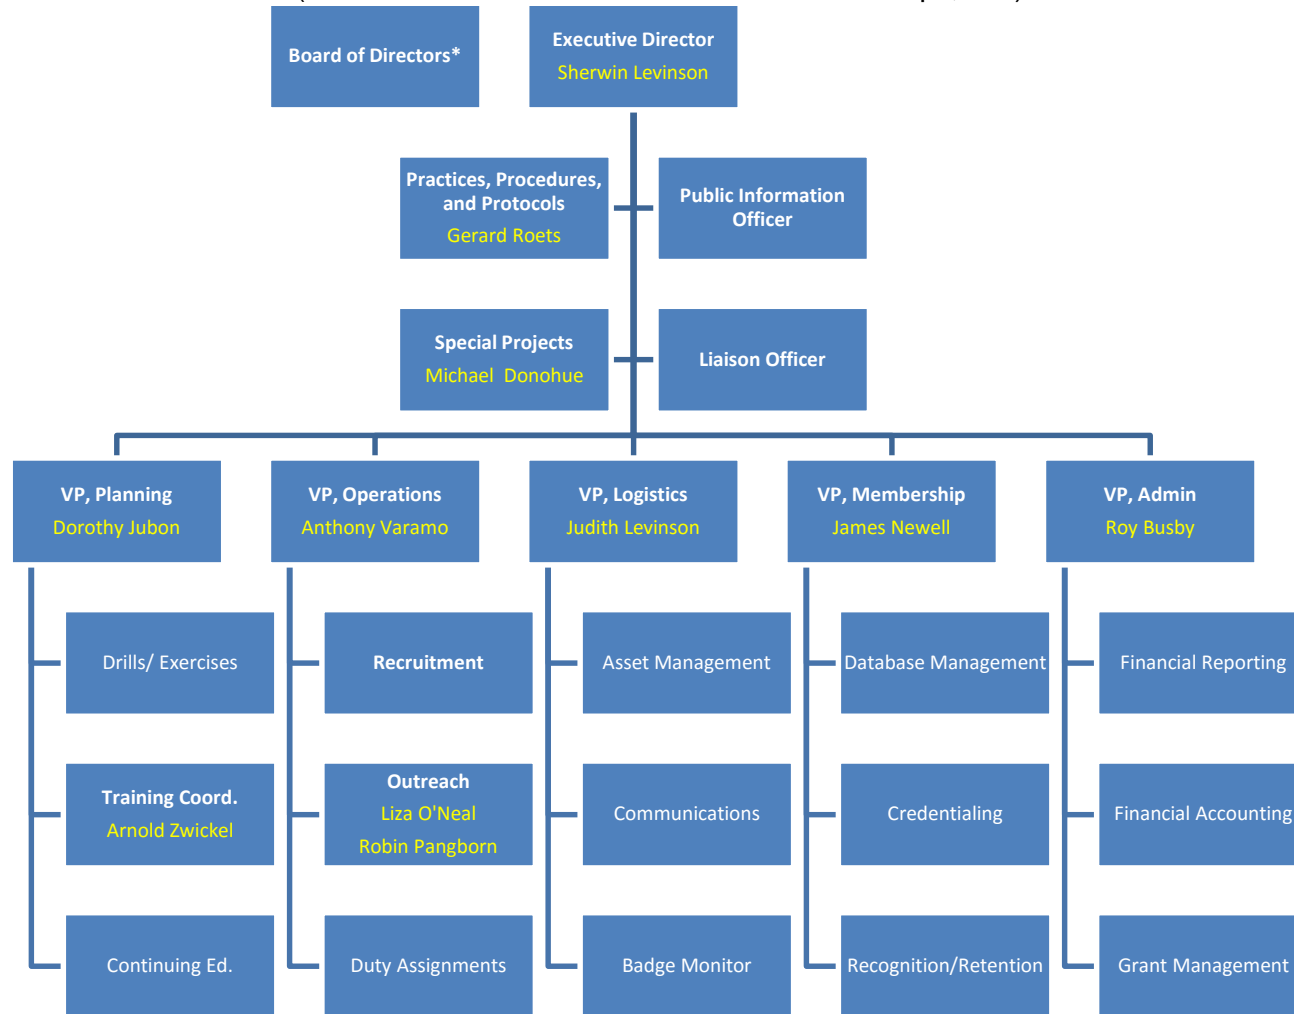 Board of Directors*
Executive Director
Sherwin Levinson
Practices, Procedures,
and Protocols
Gerard Roets
Public Information
Officer
Special Projects
Michael  Donohue
Liaison Officer
VP, Planning
Dorothy Jubon
VP, Operations
Anthony Varamo
VP, Logistics
Judith Levinson
VP, Membership
James Newell
VP, Admin
Roy Busby
Drills/ Exercises
Recruitment
Asset Management
Database Management
Financial Reporting
Training Coord.
Arnold Zwickel
Outreach
Liza O'Neal
Robin Pangborn
Communications
Credentialing
Financial Accounting
Continuing Ed.
Duty Assignments
Badge Monitor
Recognition/Retention
Grant Management